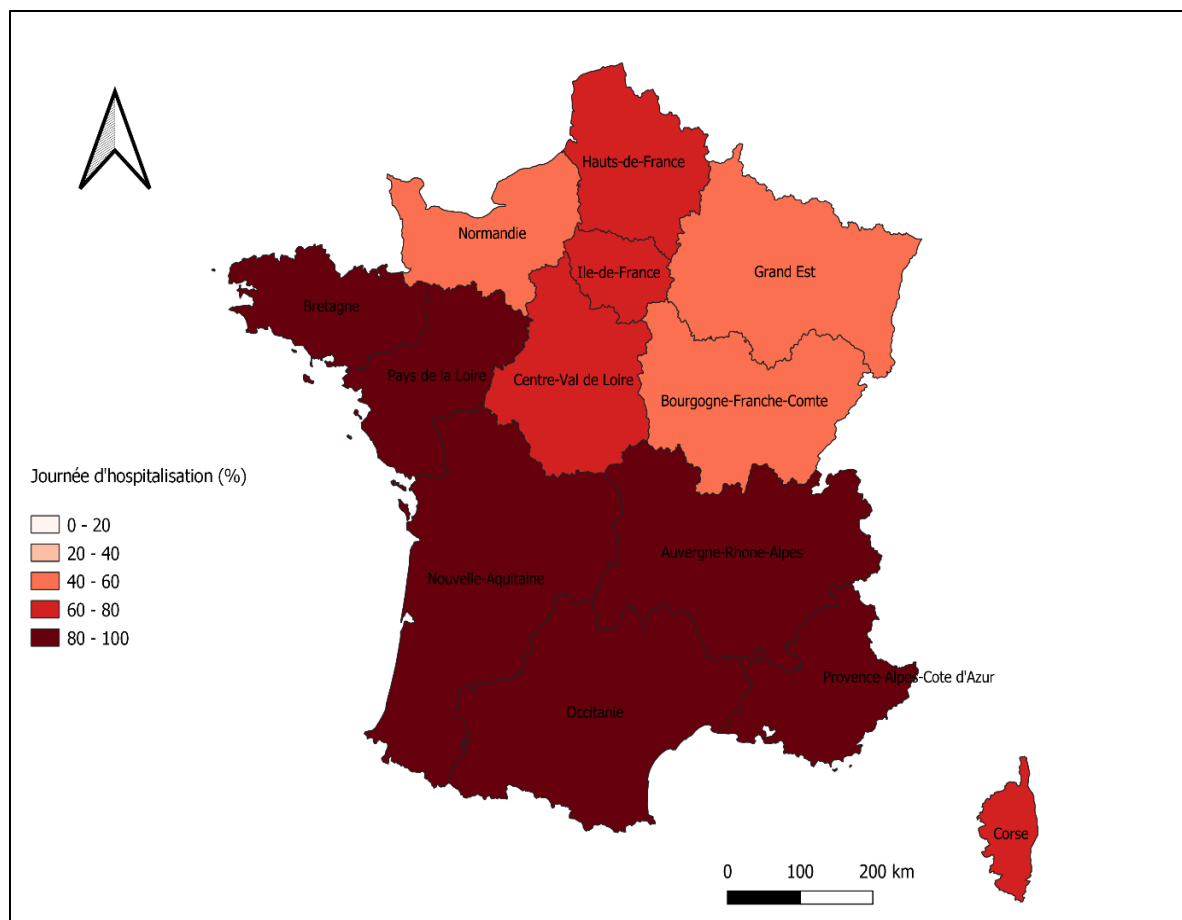 Hauts-de-France
Normandie
Ile-de-France
Grand Est
Bretagne
Pays de la Loire
Centre-Val de Loire
Bourgogne-Franche-Comte
Journée d'hospitalisation (%)
0 - 20
20 - 40
40 - 60
60 - 80
80 - 100
Auvergne-Rhone-Alpes
Nouvelle-Aquitaine
Provence-Alpes-Cote d'Azur
Occitanie
Corse
0 100 200 km